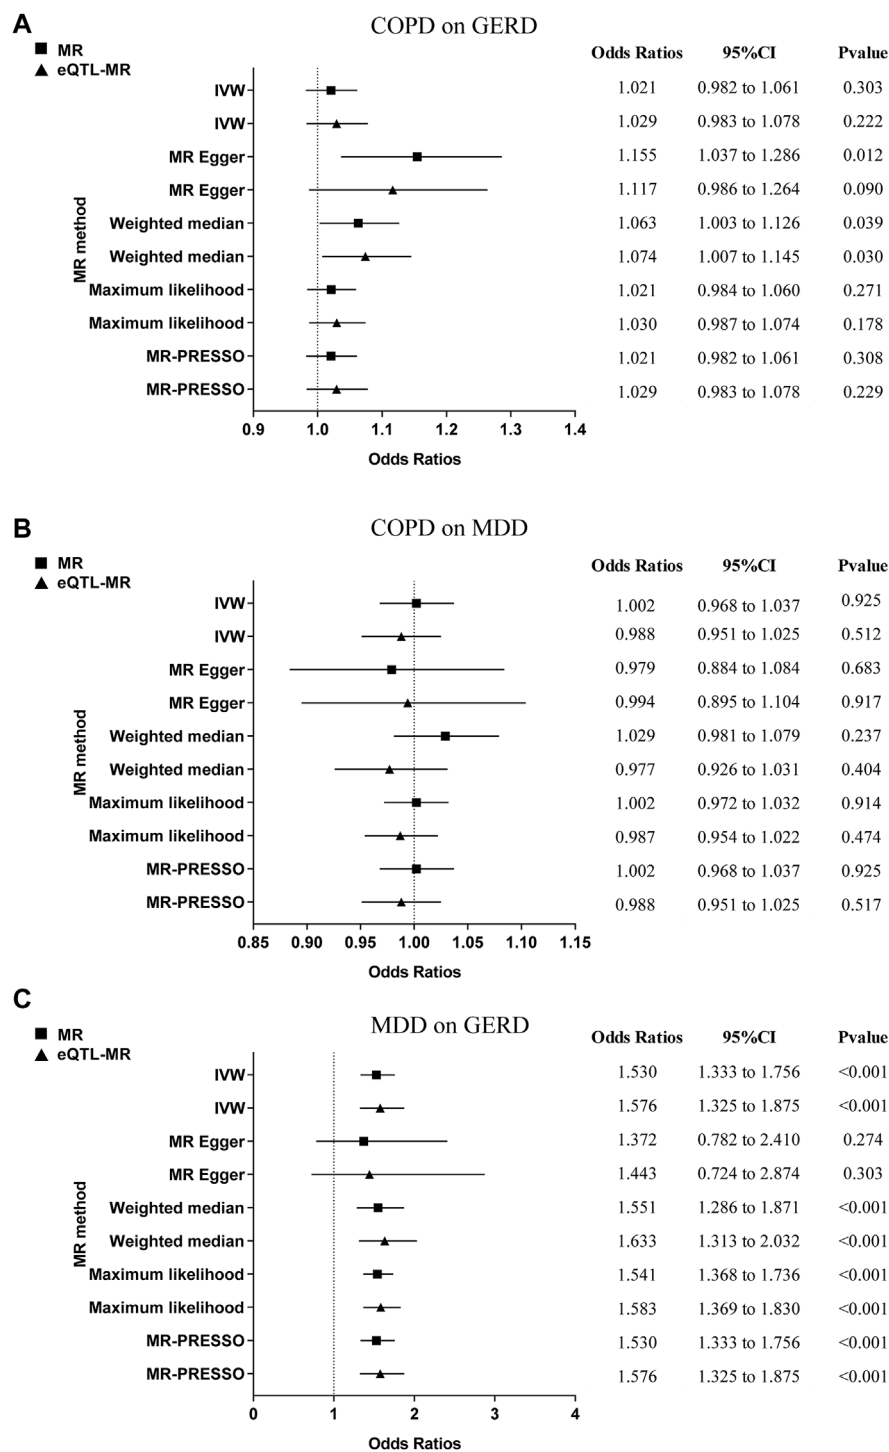 A
COPD on GERD
■ MR
▲ eQTL-MR
Odds Ratios 95%CI Pvalue
IVW 1.021 0.982 to 1.061 0.303
IVW 1.029 0.983 to 1.078 0.222
MR Egger 1.155 1.037 to 1.286 0.012
MR Egger 1.117 0.986 to 1.264 0.090
Weighted median 1.063 1.003 to 1.126 0.039
Weighted median 1.074 1.007 to 1.145 0.030
Maximum likelihood 1.021 0.984 to 1.060 0.271
Maximum likelihood 1.030 0.987 to 1.074 0.178
MR-PRESSO 1.021 0.982 to 1.061 0.308
MR-PRESSO 1.029 0.983 to 1.078 0.229
MR method
0.9 1.0 1.1 1.2 1.3 1.4
Odds Ratios
B
COPD on MDD
■ MR
▲ eQTL-MR
Odds Ratios 95%CI Pvalue
IVW 1.002 0.968 to 1.037 0.925
IVW 0.988 0.951 to 1.025 0.512
MR Egger 0.979 0.884 to 1.084 0.683
MR Egger 0.994 0.895 to 1.104 0.917
Weighted median 1.029 0.981 to 1.079 0.237
Weighted median 0.977 0.926 to 1.031 0.404
Maximum likelihood 1.002 0.972 to 1.032 0.914
Maximum likelihood 0.987 0.954 to 1.022 0.474
MR-PRESSO 1.002 0.968 to 1.037 0.925
MR-PRESSO 0.988 0.951 to 1.025 0.517
MR method
0.85 0.90 0.95 1.00 1.05 1.10 1.15
Odds Ratios
C
MDD on GERD
■ MR
▲ eQTL-MR
Odds Ratios 95%CI Pvalue
IVW 1.530 1.333 to 1.756 <0.001
IVW 1.576 1.325 to 1.875 <0.001
MR Egger 1.372 0.782 to 2.410 0.274
MR Egger 1.443 0.724 to 2.874 0.303
Weighted median 1.551 1.286 to 1.871 <0.001
Weighted median 1.633 1.313 to 2.032 <0.001
Maximum likelihood 1.541 1.368 to 1.736 <0.001
Maximum likelihood 1.583 1.369 to 1.830 <0.001
MR-PRESSO 1.530 1.333 to 1.756 <0.001
MR-PRESSO 1.576 1.325 to 1.875 <0.001
MR method
0 1 2 3 4
Odds Ratios